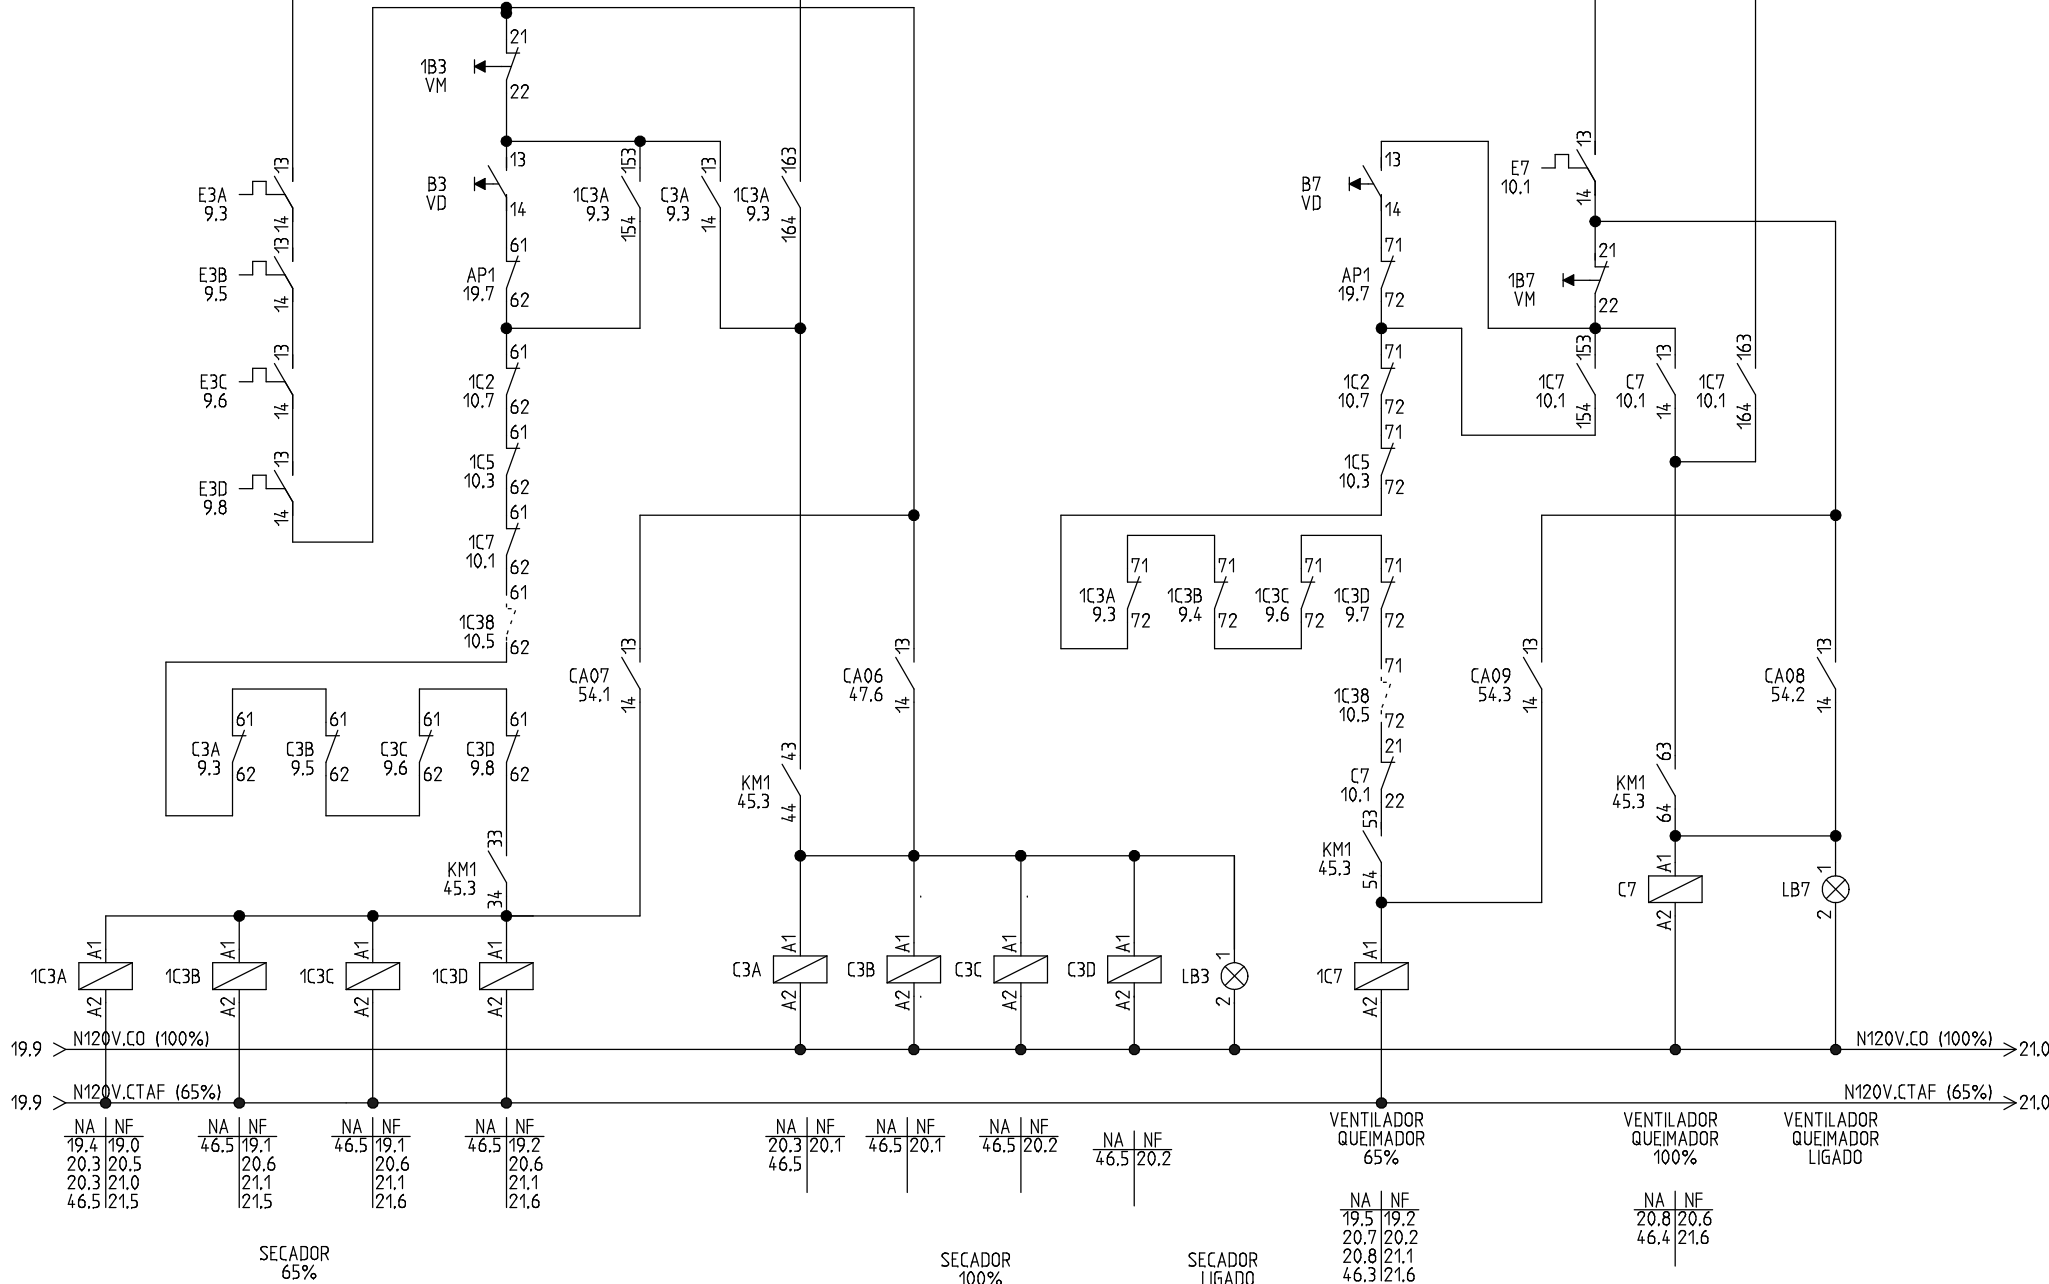 21
1B3
VM
22
13
B3
VD
14
153
1C3A
9.3
154
13
C3A
9.3
14
163
1C3A
9.3
164
13
E3A
9.3
14
13
E3B
9.5
14
13
E3C
9.6
14
13
E3D
9.8
14
61
AP1
19.7
62
61
1C2
10.7
62
61
1C5
10.3
62
61
1C7
10.1
62
61
1C38
10.5
62
61
C3A
9.3
62
61
C3B
9.5
62
61
C3C
9.6
62
61
C3D
9.8
62
33
KM1
45.3
34
13
CA07
54.1
14
13
CA06
47.6
14
43
KM1
45.3
44
A1
1C3A
A2
A1
1C3B
A2
A1
1C3C
A2
A1
1C3D
A2
A1
C3A
A2
A1
C3B
A2
A1
C3C
A2
A1
C3D
A2
1
LB3
2
13
B7
VD
14
71
AP1
19.7
72
71
1C2
10.7
72
71
1C5
10.3
72
71
1C3A
9.3
72
71
1C3B
9.4
72
71
1C3C
9.6
72
71
1C3D
9.7
72
71
1C38
10.5
72
21
C7
10.1
22
53
KM1
45.3
54
A1
1C7
A2
13
E7
10.1
14
21
1B7
VM
22
153
1C7
10.1
154
13
C7
10.1
14
163
1C7
10.1
164
13
CA09
54.3
14
13
CA08
54.2
14
63
KM1
45.3
64
A1
C7
A2
1
LB7
2
19.9 N120V.CO (100%)
N120V.CO (100%) 21.0
19.9 N120V.CTAF (65%)
N120V.CTAF (65%) 21.0
NA NF
19.4 19.0
20.3 20.5
20.3 21.0
46.5 21.5
NA NF
46.5 19.1
20.6
21.1
21.5
NA NF
46.5 19.1
20.6
21.1
21.6
NA NF
46.5 19.2
20.6
21.1
21.6
NA NF
20.3 20.1
46.5
NA NF
46.5 20.1
NA NF
46.5 20.2
NA NF
46.5 20.2
VENTILADOR
QUEIMADOR
65%
NA NF
19.5 19.2
20.7 20.2
20.8 21.1
46.3 21.6
VENTILADOR
QUEIMADOR
100%
NA NF
20.8 20.6
46.4 21.6
VENTILADOR
QUEIMADOR
LIGADO
SECADOR
65%
SECADOR
100%
SECADOR
LIGADO